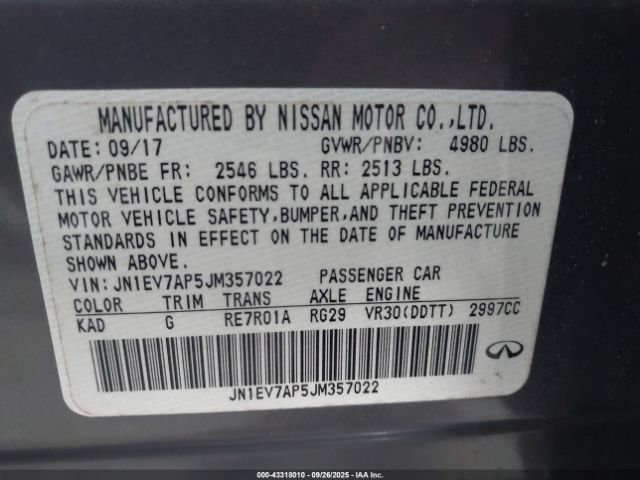 MANUFACTURED BY NISSAN MOTOR CO.,LTD.
DATE: 09/17 GVWR/PNBV: 4980 LBS.
GAWR/PNBE FR: 2546 LBS. RR: 2513 LBS.
THIS VEHICLE CONFORMS TO ALL APPLICABLE FEDERAL
MOTOR VEHICLE SAFETY,BUMPER,AND THEFT PREVENTION
STANDARDS IN EFFECT ON THE DATE OF MANUFACTURE
SHOWN ABOVE.
VIN: JN1EV7AP5JM357022 PASSENGER CAR
COLOR TRIM TRANS AXLE ENGINE
KAD G RE7R01A RG29 VR30(DDTT) 2997CC
JN1EV7AP5JM357022
000-43318010 - 09/26/2025 - © IAA, Inc.